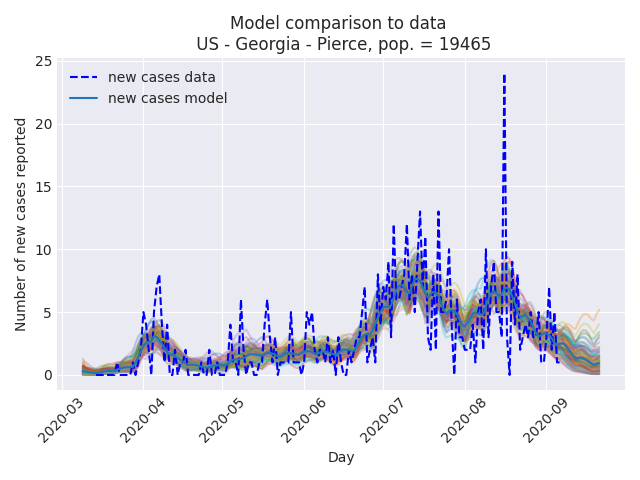 Model comparison to data
US - Georgia - Pierce, pop. = 19465
new cases data
new cases model
Number of new cases reported
25
20
15
10
5
0
2020-03
2020-04
2020-05
2020-06
2020-07
2020-08
2020-09
Day